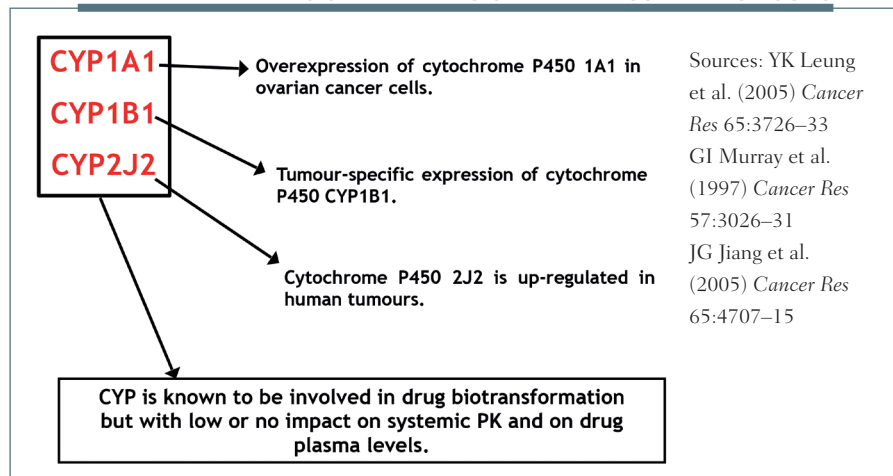 CYP1A1
CYP1B1
CYP2J2
Overexpression of cytochrome P450 1A1 in
ovarian cancer cells.
Tumour-specific expression of cytochrome
P450 CYP1B1.
Cytochrome P450 2J2 is up-regulated in
human tumours.
CYP is known to be involved in drug biotransformation
but with low or no impact on systemic PK and on drug
plasma levels.
Sources: YK Leung
et al. (2005) Cancer
Res 65:3726–33
GI Murray et al.
(1997) Cancer Res
57:3026–31
JG Jiang et al.
(2005) Cancer Res
65:4707–15